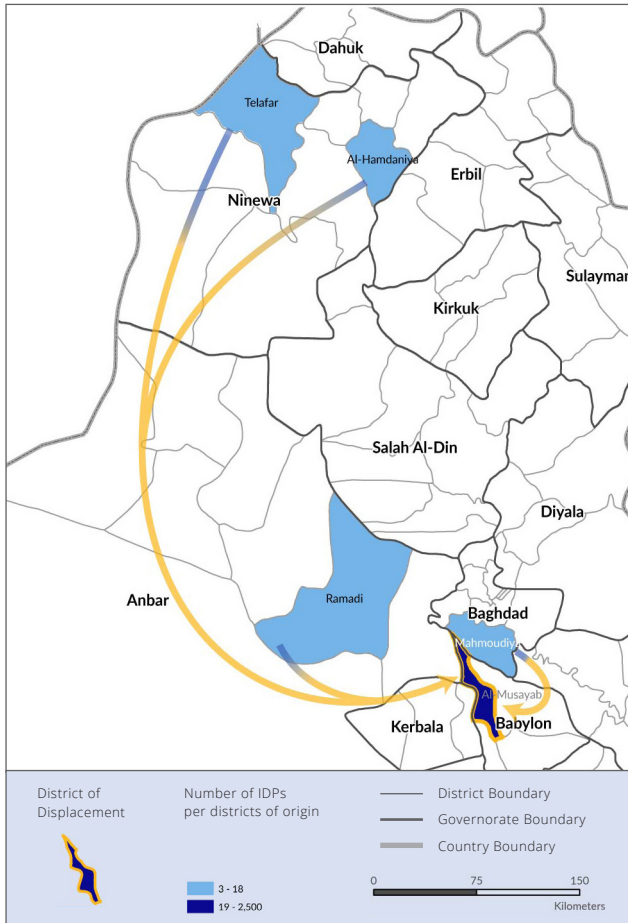 Dahuk
Telafar
Al-Hamdaniya
Erbil
Ninewa
Sulayman
Kirkuk
Salah Al-Din
Diyala
Anbar
Ramadi
Baghdad
Mahmoudiy
Al-Musayab
Kerbala
Babylon
District of
Displacement
Number of IDPs
per districts of origin
3 - 18
19 - 2,500
District Boundary
Governorate Boundary
Country Boundary
0 75 150
Kilometers